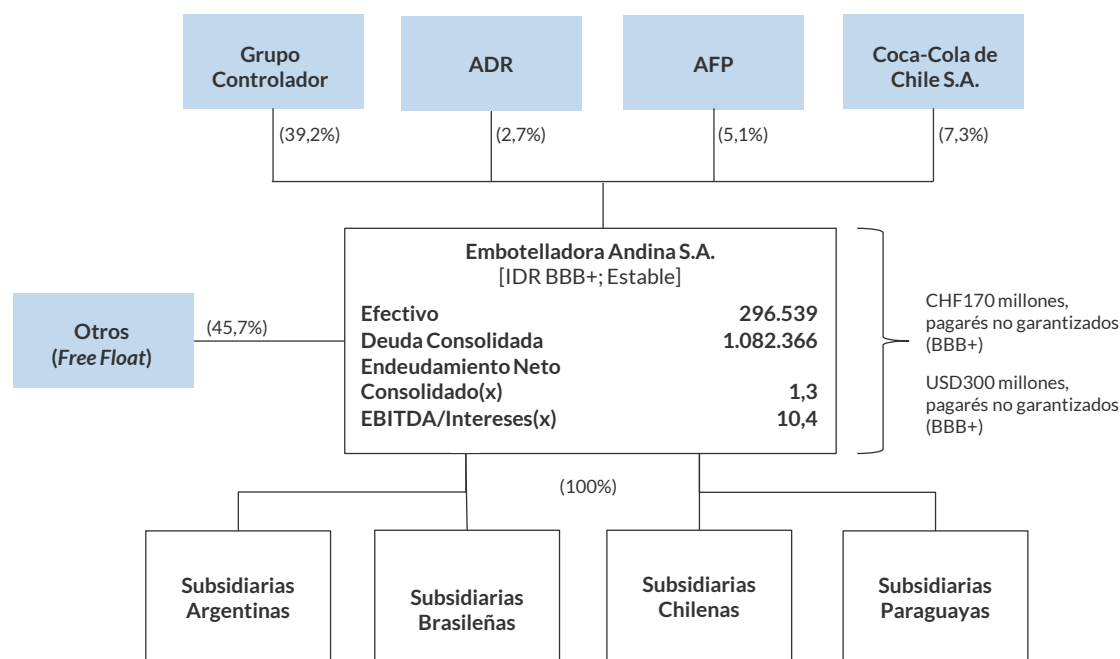 Grupo
Controlador
ADR
AFP
Coca-Cola de
Chile S.A.
(39,2%)
(2,7%)
(5,1%)
(7,3%)
Embotelladora Andina S.A.
[IDR BBB+; Estable]
Efectivo 296.539
Deuda Consolidada 1.082.366
Endeudamiento Neto
Consolidado(x) 1,3
EBITDA/Intereses(x) 10,4
Otros
(Free Float)
(45,7%)
CHF170 millones,
pagarés no garantizados
(BBB+)
USD300 millones,
pagarés no garantizados
(BBB+)
(100%)
Subsidiarias
Argentinas
Subsidiarias
Brasileñas
Subsidiarias
Chilenas
Subsidiarias
Paraguayas